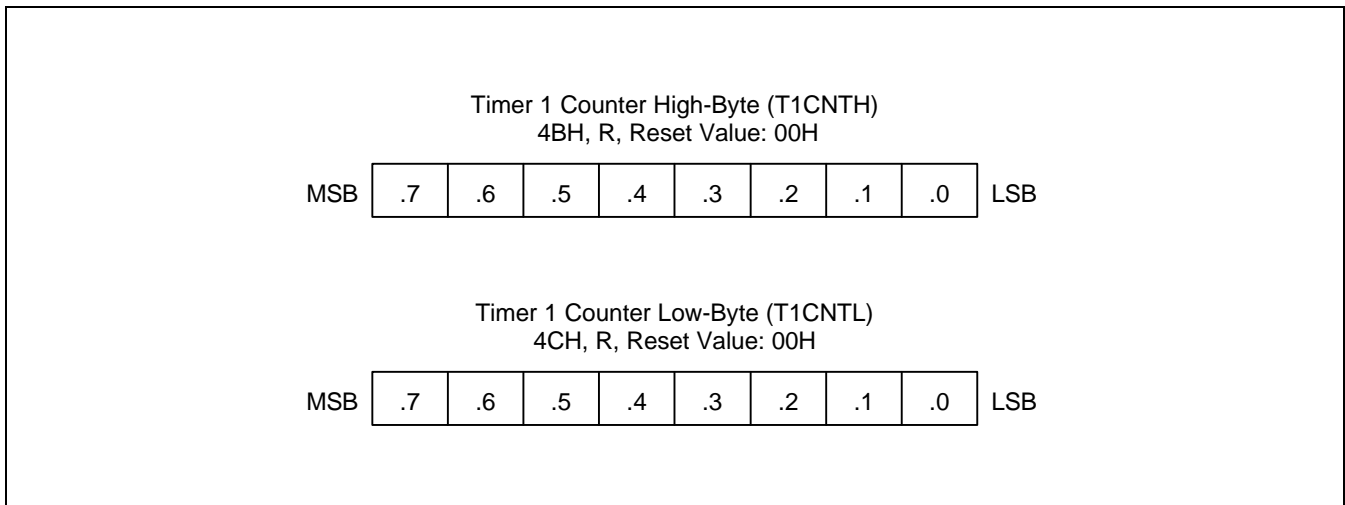 Timer 1 Counter High-Byte (T1CNTH)
4BH, R, Reset Value: 00H
MSB .7 .6 .5 .4 .3 .2 .1 .0 LSB
Timer 1 Counter Low-Byte (T1CNTL)
4CH, R, Reset Value: 00H
MSB .7 .6 .5 .4 .3 .2 .1 .0 LSB